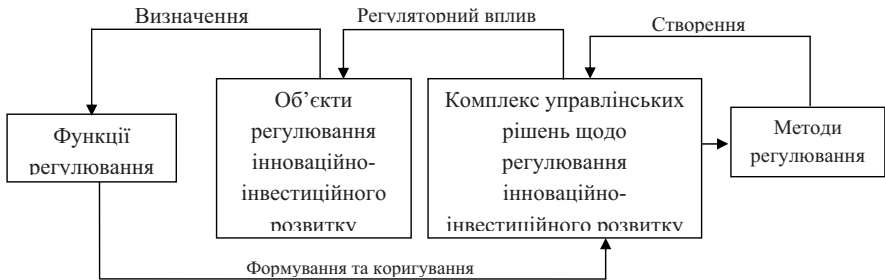 Визначення
Регуляторний вплив
Створення
Функції
регулювання
Об’єкти
регулювання
інноваційно-
інвестиційного
розвитку
Комплекс управлінських
рішень щодо
регулювання
інноваційно-
інвестиційного розвитку
Методи
регулювання
Формування та коригування